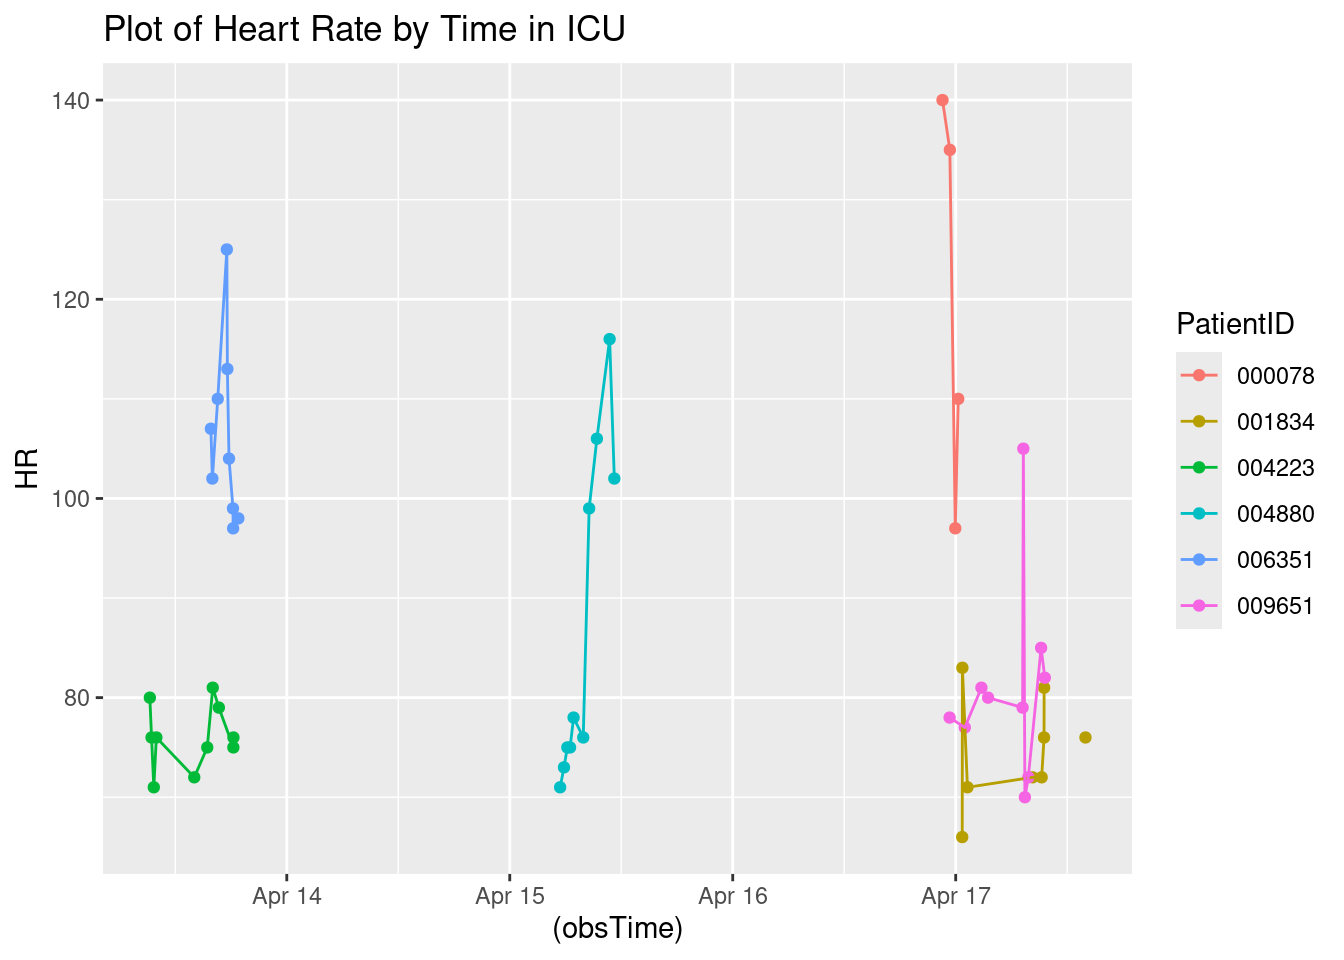 Plot of Heart Rate by Time in ICU
140
120
100
80
HR
Apr 14
Apr 15
Apr 16
Apr 17
(obsTime)
PatientID
000078
001834
004223
004880
006351
009651